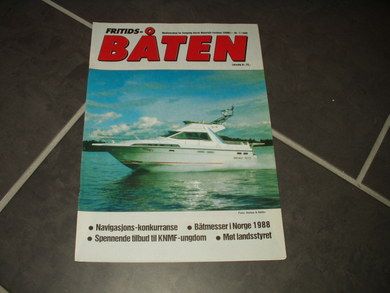 FRITIDS-
BÅTEN
• Navigasjons-konkurranse • Båtmesser i Norge 1988
• Spennende tilbud til KNMF-ungdom • Møt landsstyret